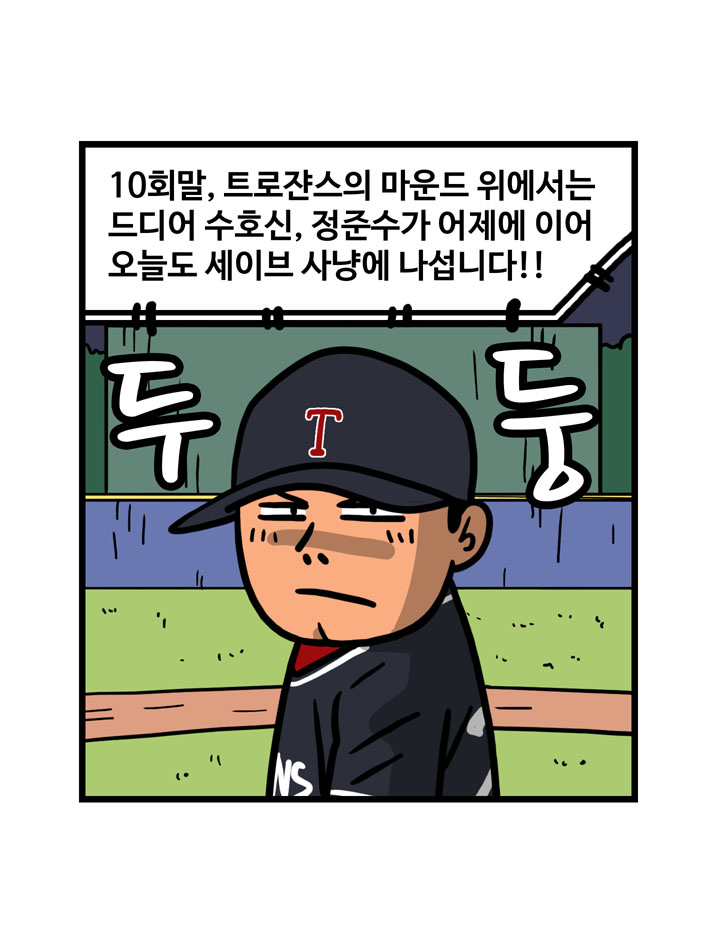 10회말, 트로쟌스의 마운드 위에서는
드디어 수호신, 정준수가 어제에 이어
오늘도 세이브 사냥에 나섭니다!!
두둥
T
NS